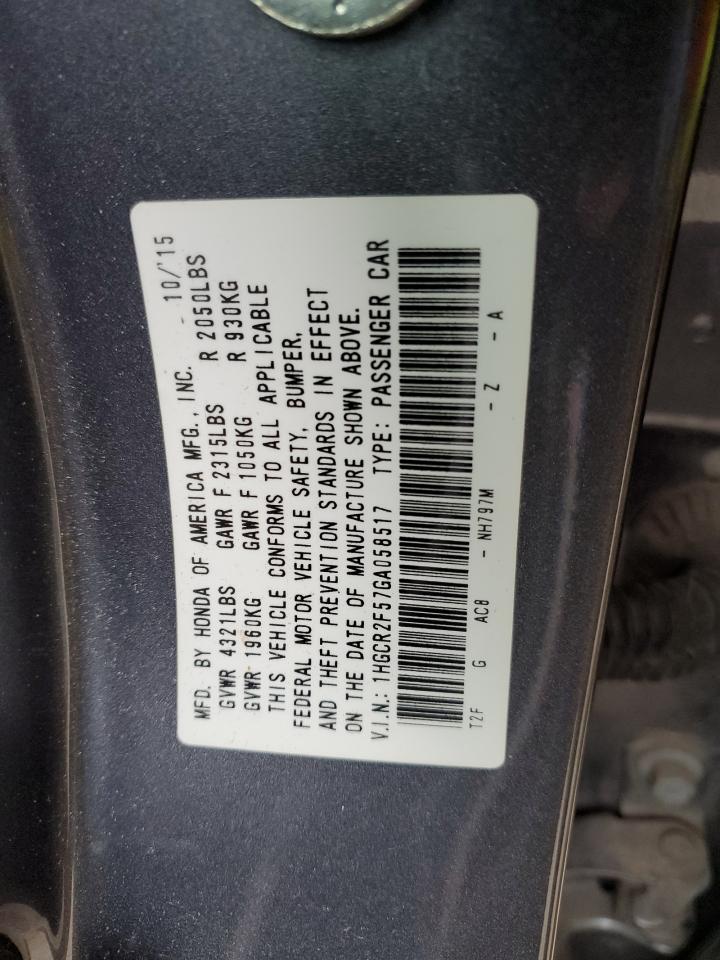 MFD. BY HONDA OF AMERICA MFG., INC. 10/'15
GVWR 4321LBS GAWR F 2315LBS R 2050LBS
GVWR 1960KG GAWR F 1050KG R 930KG
THIS VEHICLE CONFORMS TO ALL APPLICABLE
FEDERAL MOTOR VEHICLE SAFETY, BUMPER,
AND THEFT PREVENTION STANDARDS IN EFFECT
ON THE DATE OF MANUFACTURE SHOWN ABOVE.
V.I.N.: 1HGCR2F57GA058517 TYPE: PASSENGER CAR
T2F G AC8 - NH797M - Z - A